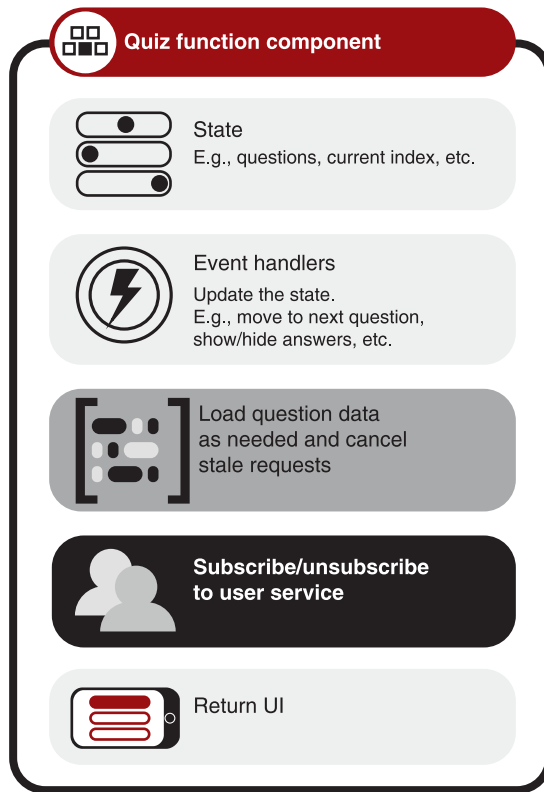 Quiz function component
State
E.g., questions, current index, etc.
Event handlers
Update the state.
E.g., move to next question,
show/hide answers, etc.
Load question data
as needed and cancel
stale requests
Subscribe/unsubscribe
to user service
Return UI